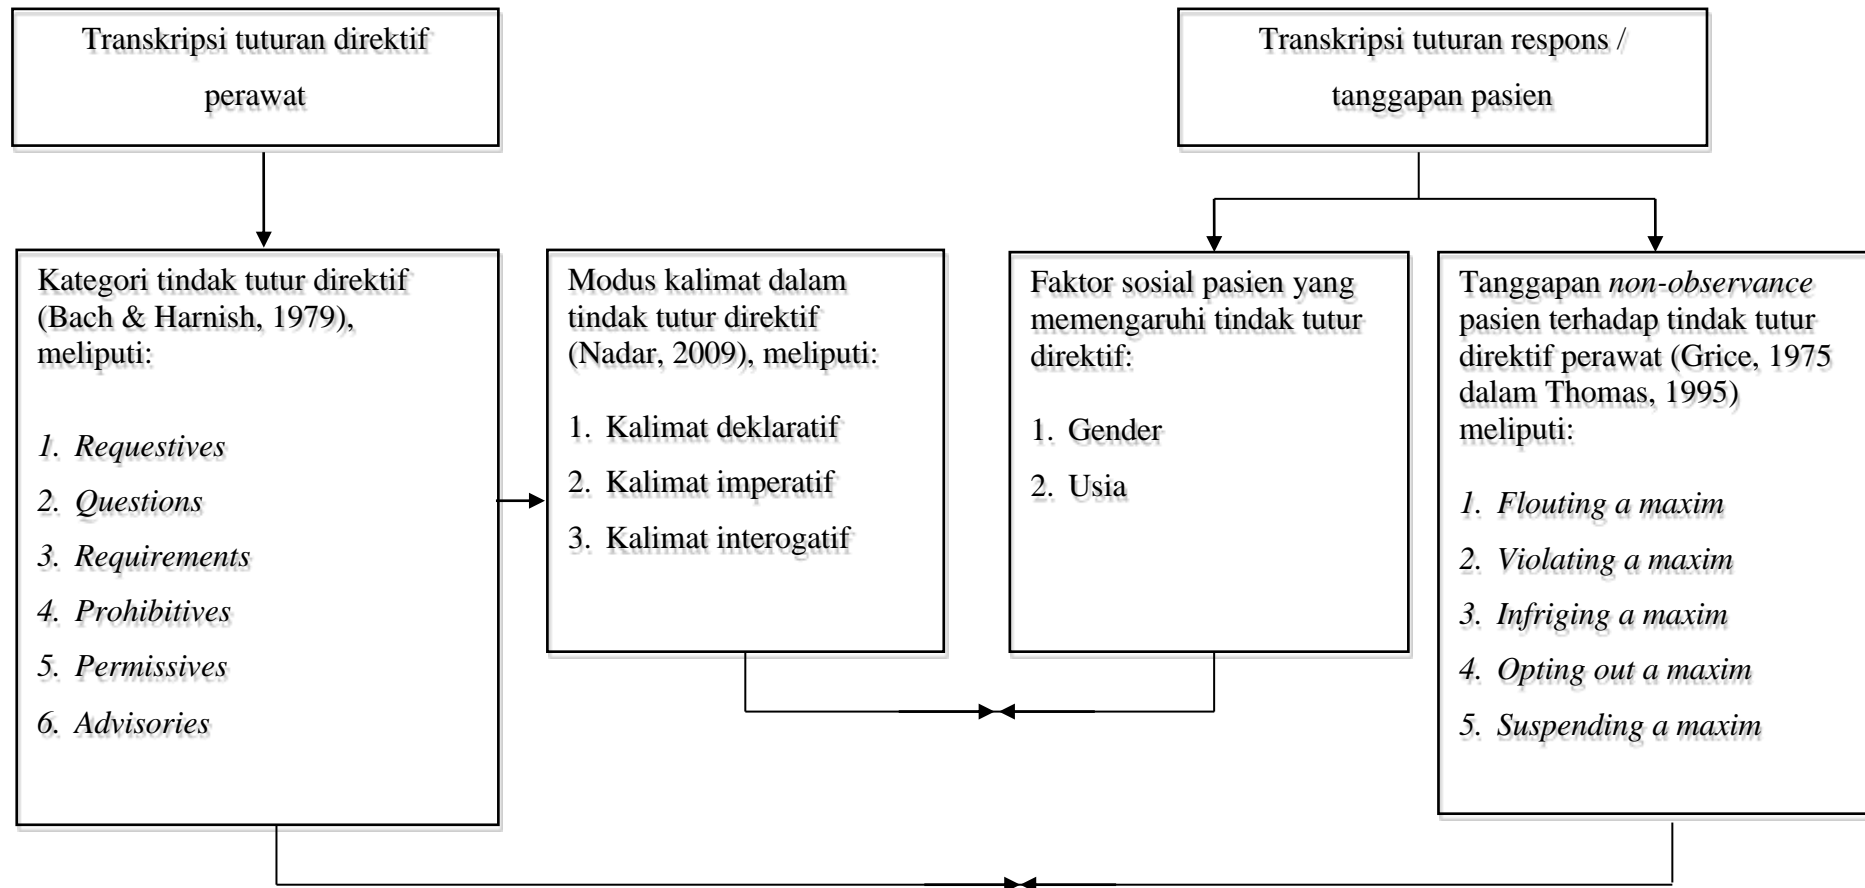 Transkripsi tuturan direktif
perawat
Transkripsi tuturan respons /
tanggapan pasien
Kategori tindak tutur direktif
(Bach & Harnish, 1979),
meliputi:
1. Requestives
2. Questions
3. Requirements
4. Prohibitives
5. Permissives
6. Advisories
Modus kalimat dalam
tindak tutur direktif
(Nadar, 2009), meliputi:
1. Kalimat deklaratif
2. Kalimat imperatif
3. Kalimat interogatif
Faktor sosial pasien yang
memengaruhi tindak tutur
direktif:
1. Gender
2. Usia
Tanggapan non-observance
pasien terhadap tindak tutur
direktif perawat (Grice, 1975
dalam Thomas, 1995)
meliputi:
1. Flouting a maxim
2. Violating a maxim
3. Infriging a maxim
4. Opting out a maxim
5. Suspending a maxim